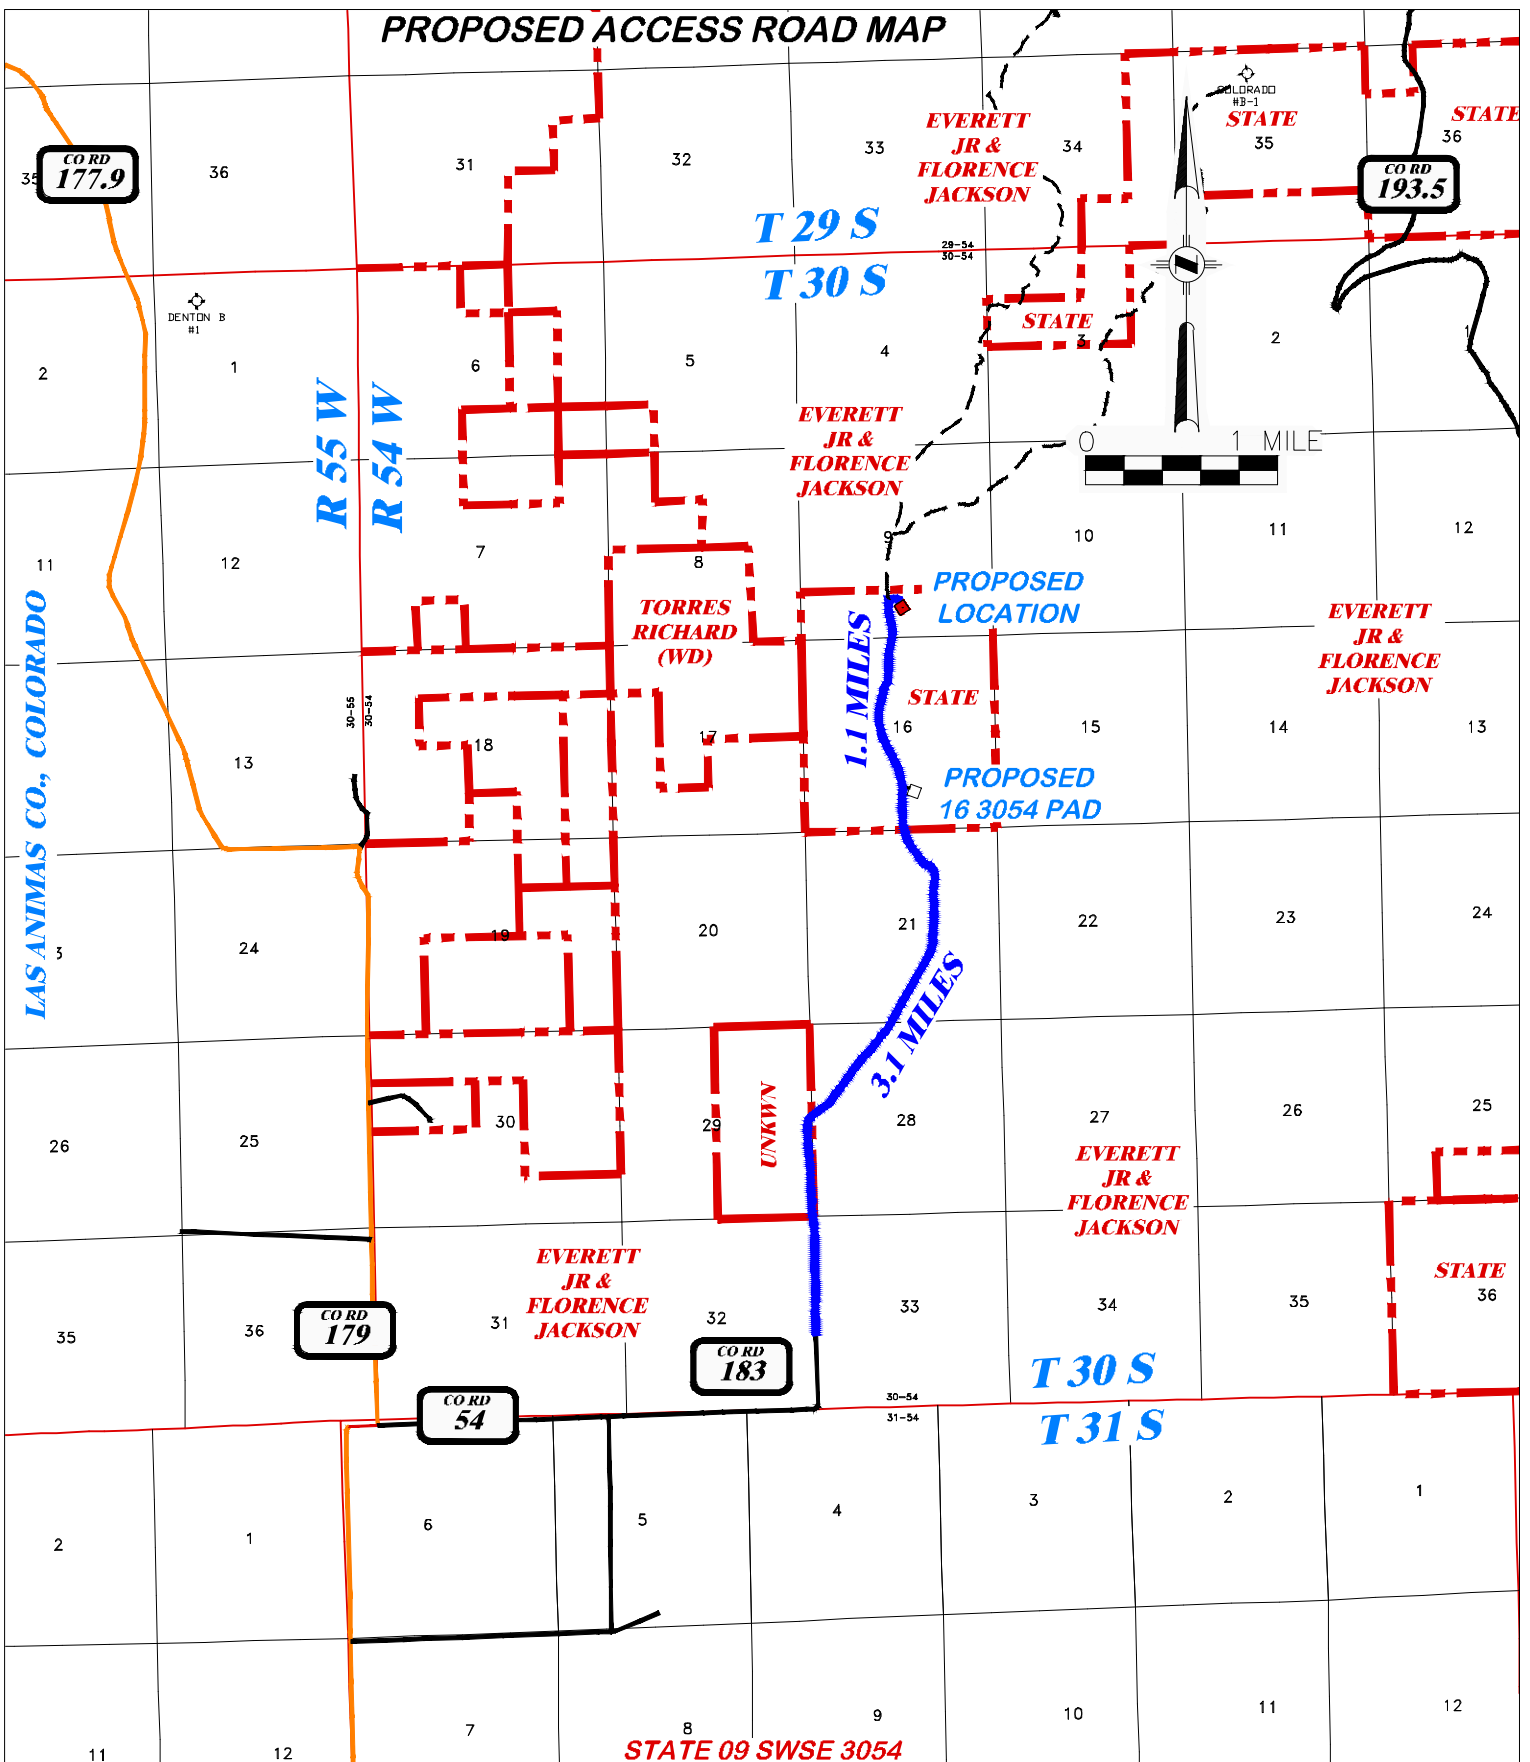 PROPOSED ACCESS ROAD MAP
COLORADO
#B-1
STATE
STATE
EVERETT
JR &
FLORENCE
JACKSON
35
CO RD
177.9
36
31
32
33
34
35
36
CO RD
193.5
T 29 S
29-54
30-54
T 30 S
DENTON B
#1
STATE
2
1
6
5
4
3
2
1
R 55 W
R 54 W
EVERETT
JR &
FLORENCE
JACKSON
0 1 MILE
11
12
7
8
9
10
11
12
PROPOSED
LOCATION
TORRES
RICHARD
(WD)
EVERETT
JR &
FLORENCE
JACKSON
LAS ANIMAS CO., COLORADO
1.1 MILES
30-55
30-54
STATE
13
18
17
16
15
14
13
PROPOSED
16 3054 PAD
3
24
19
20
21
22
23
24
3.1 MILES
UNKWN
26
25
30
29
28
27
26
25
EVERETT
JR &
FLORENCE
JACKSON
EVERETT
JR &
FLORENCE
JACKSON
STATE
35
36
CO RD
179
31
32
33
34
35
36
CO RD
183
CO RD
54
T 30 S
30-54
31-54
T 31 S
2
1
6
5
4
3
2
1
11
12
7
8
9
10
11
12
STATE 09 SWSE 3054